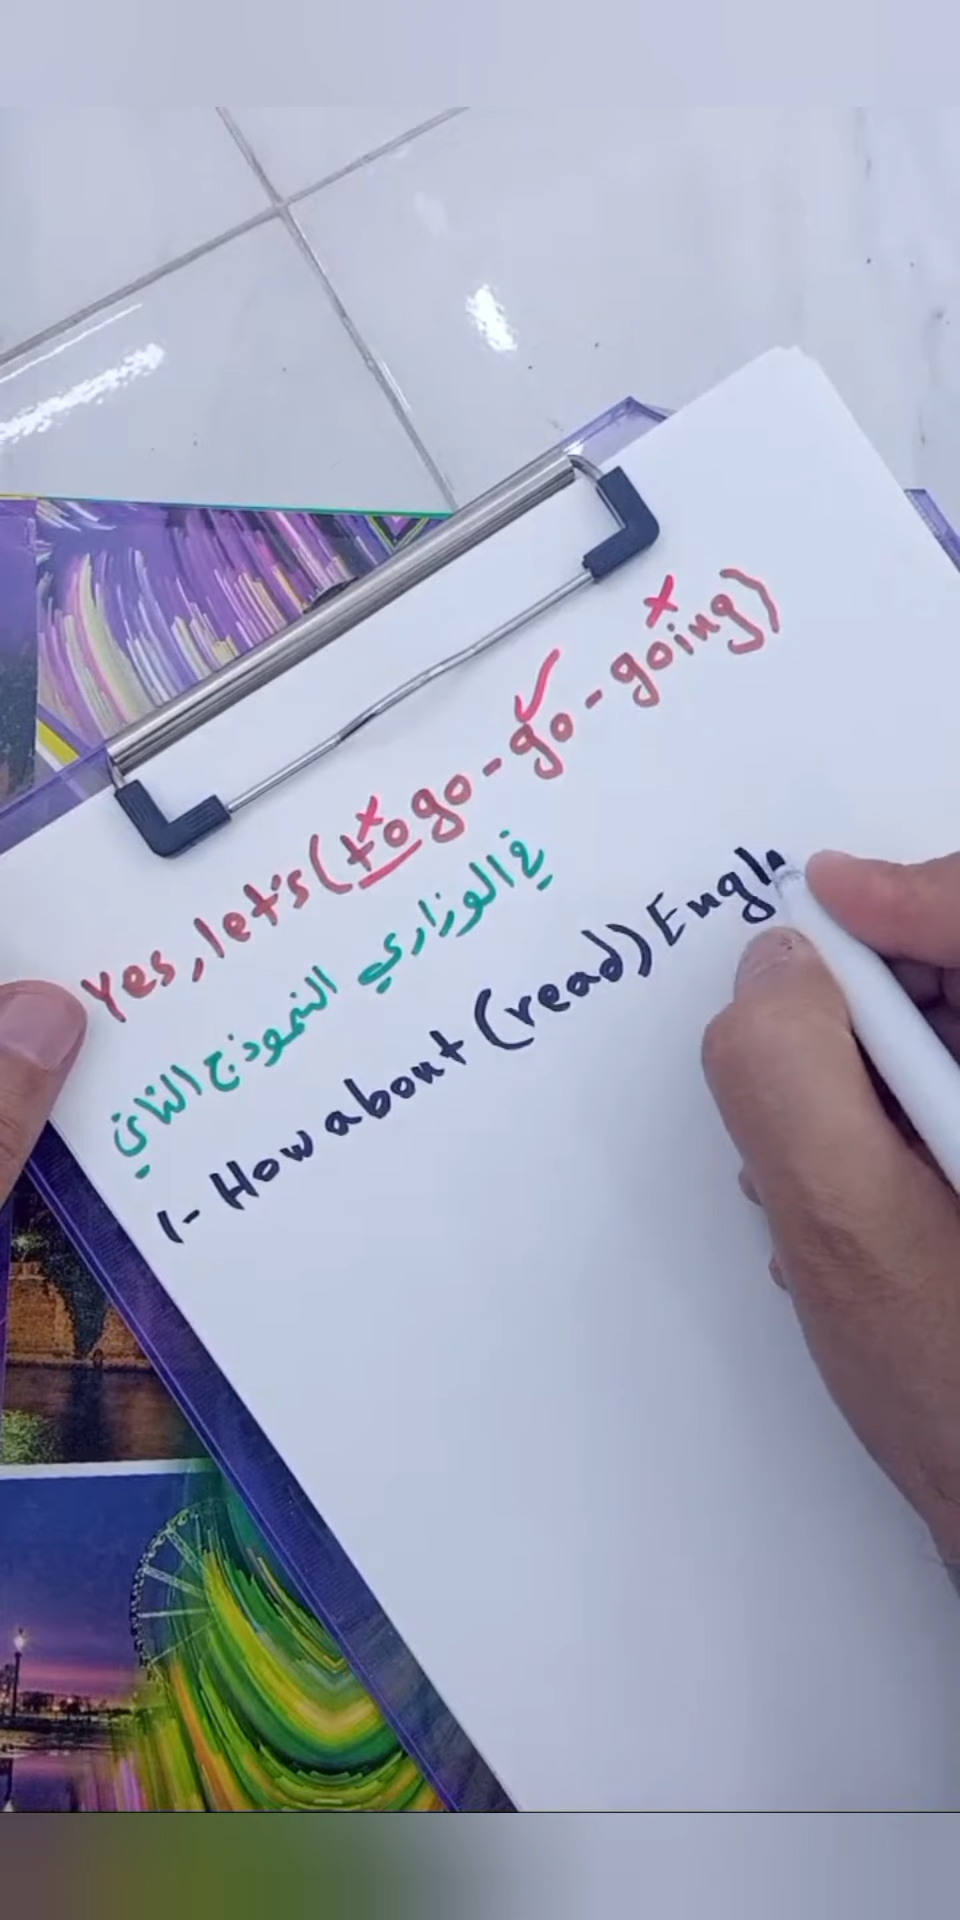 Yes, let's (to go - go - going)
في الوزاري النموذج الثاني
1- How about (read) Engl